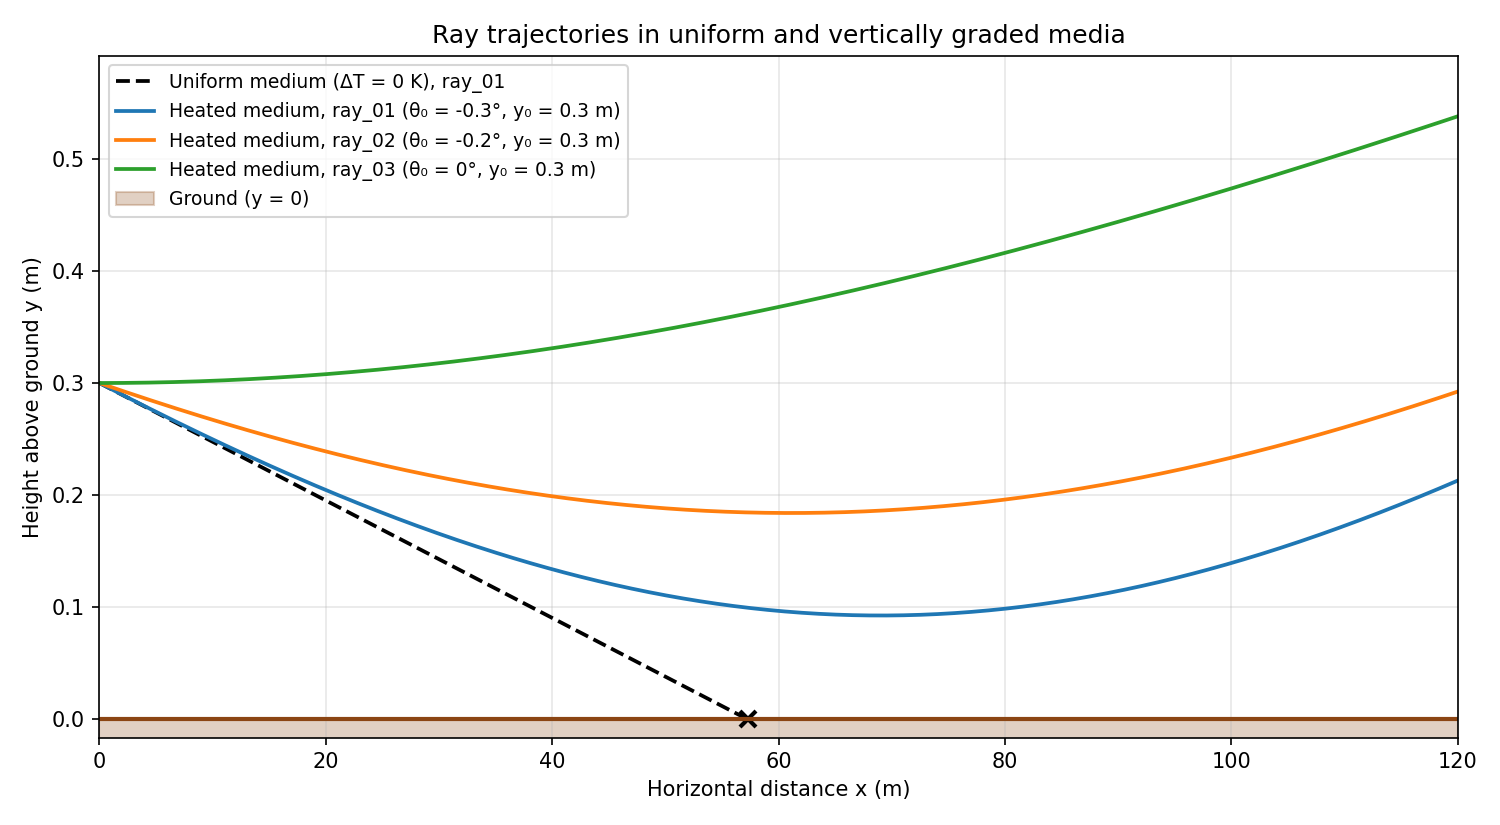 Ray trajectories in uniform and vertically graded media
Uniform medium (ΔT = 0 K), ray_01
Heated medium, ray_01 (θ₀ = -0.3°, y₀ = 0.3 m)
Heated medium, ray_02 (θ₀ = -0.2°, y₀ = 0.3 m)
Heated medium, ray_03 (θ₀ = 0°, y₀ = 0.3 m)
Ground (y = 0)
Height above ground y (m)
0.5
0.4
0.3
0.2
0.1
0.0
0 20 40 60 80 100 120
Horizontal distance x (m)